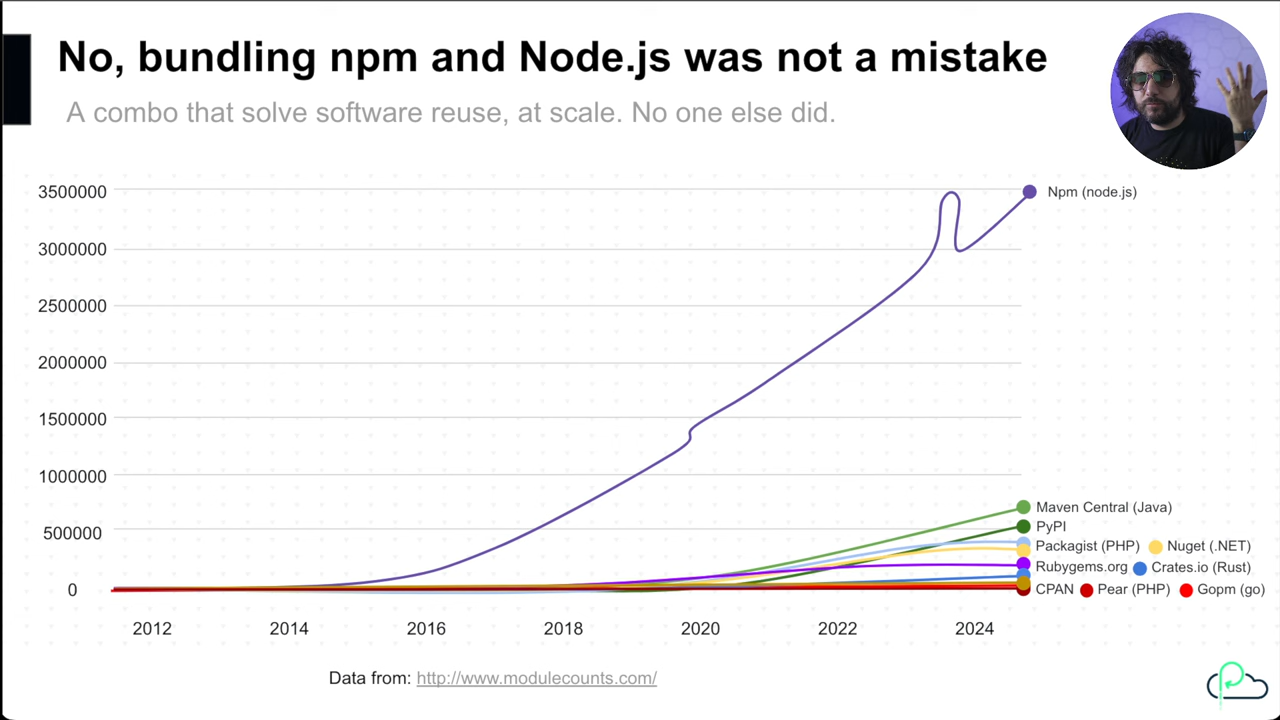 No, bundling npm and Node.js was not a mistake
A combo that solve software reuse, at scale. No one else did.
3500000
Npm (node.js)
3000000
2500000
2000000
1500000
1000000
Maven Central (Java)
PyPI
500000
Packagist (PHP) Nuget (.NET)
Rubygems.org Crates.io (Rust)
0
CPAN Pear (PHP) Gopm (go)
2012 2014 2016 2018 2020 2022 2024
Data from: http://www.modulecounts.com/